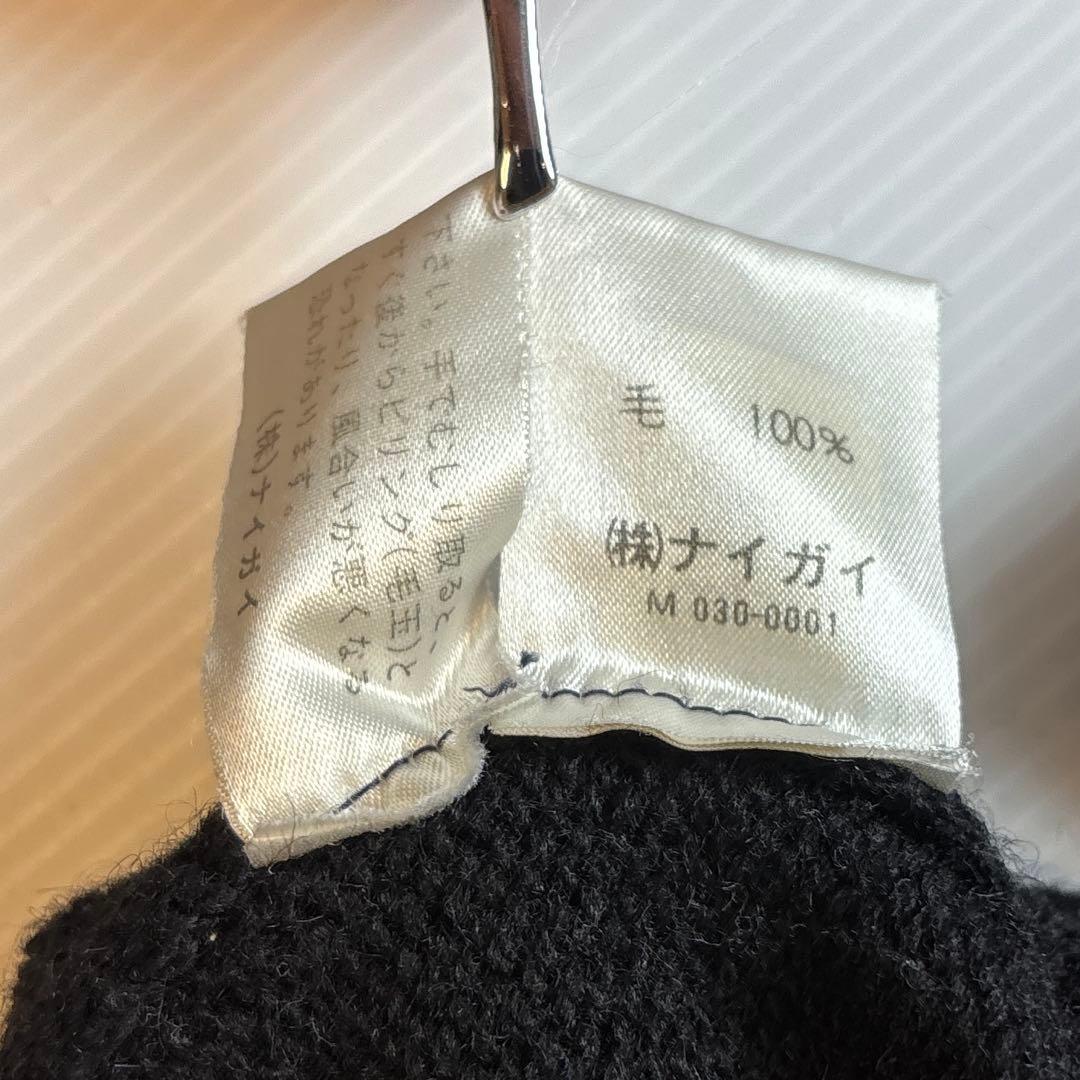 下さい。手でむしり取ると、
すぐ後からピリング(毛玉)と
なったり、風合いが悪くなる
恐れがあります。
(株)ナイガイ
毛 100%
(株)ナイガイ
M 030-0001